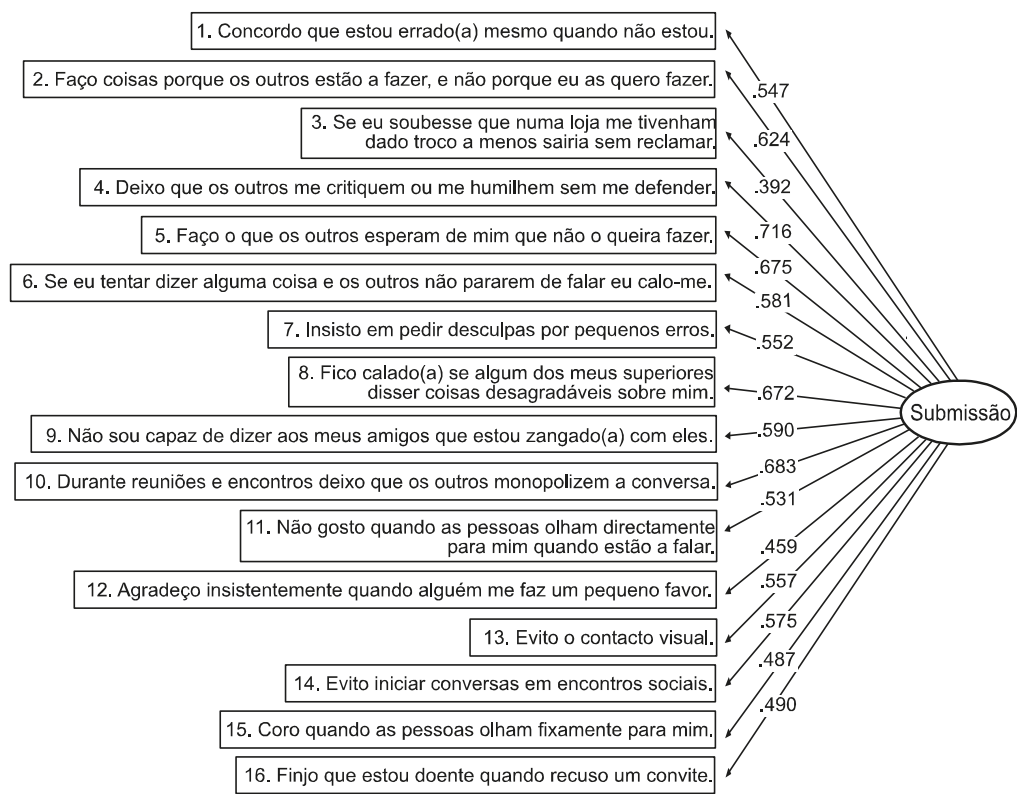 1. Concordo que estou errado(a) mesmo quando não estou.
.547
2. Faço coisas porque os outros estão a fazer, e não porque eu as quero fazer.
.624
3. Se eu soubesse que numa loja me tivenham
dado troco a menos sairia sem reclamar.
.392
4. Deixo que os outros me critiquem ou me humilhem sem me defender.
.716
5. Faço o que os outros esperam de mim que não o queira fazer.
.675
6. Se eu tentar dizer alguma coisa e os outros não pararem de falar eu calo-me.
.581
7. Insisto em pedir desculpas por pequenos erros.
.552
8. Fico calado(a) se algum dos meus superiores
disser coisas desagradáveis sobre mim.
.672
Submissão
9. Não sou capaz de dizer aos meus amigos que estou zangado(a) com eles.
.590
10. Durante reuniões e encontros deixo que os outros monopolizem a conversa.
.683
11. Não gosto quando as pessoas olham directamente
para mim quando estão a falar.
.531
12. Agradeço insistentemente quando alguém me faz um pequeno favor.
.459
13. Evito o contacto visual.
.557
14. Evito iniciar conversas em encontros sociais.
.575
15. Coro quando as pessoas olham fixamente para mim.
.487
16. Finjo que estou doente quando recuso um convite.
.490